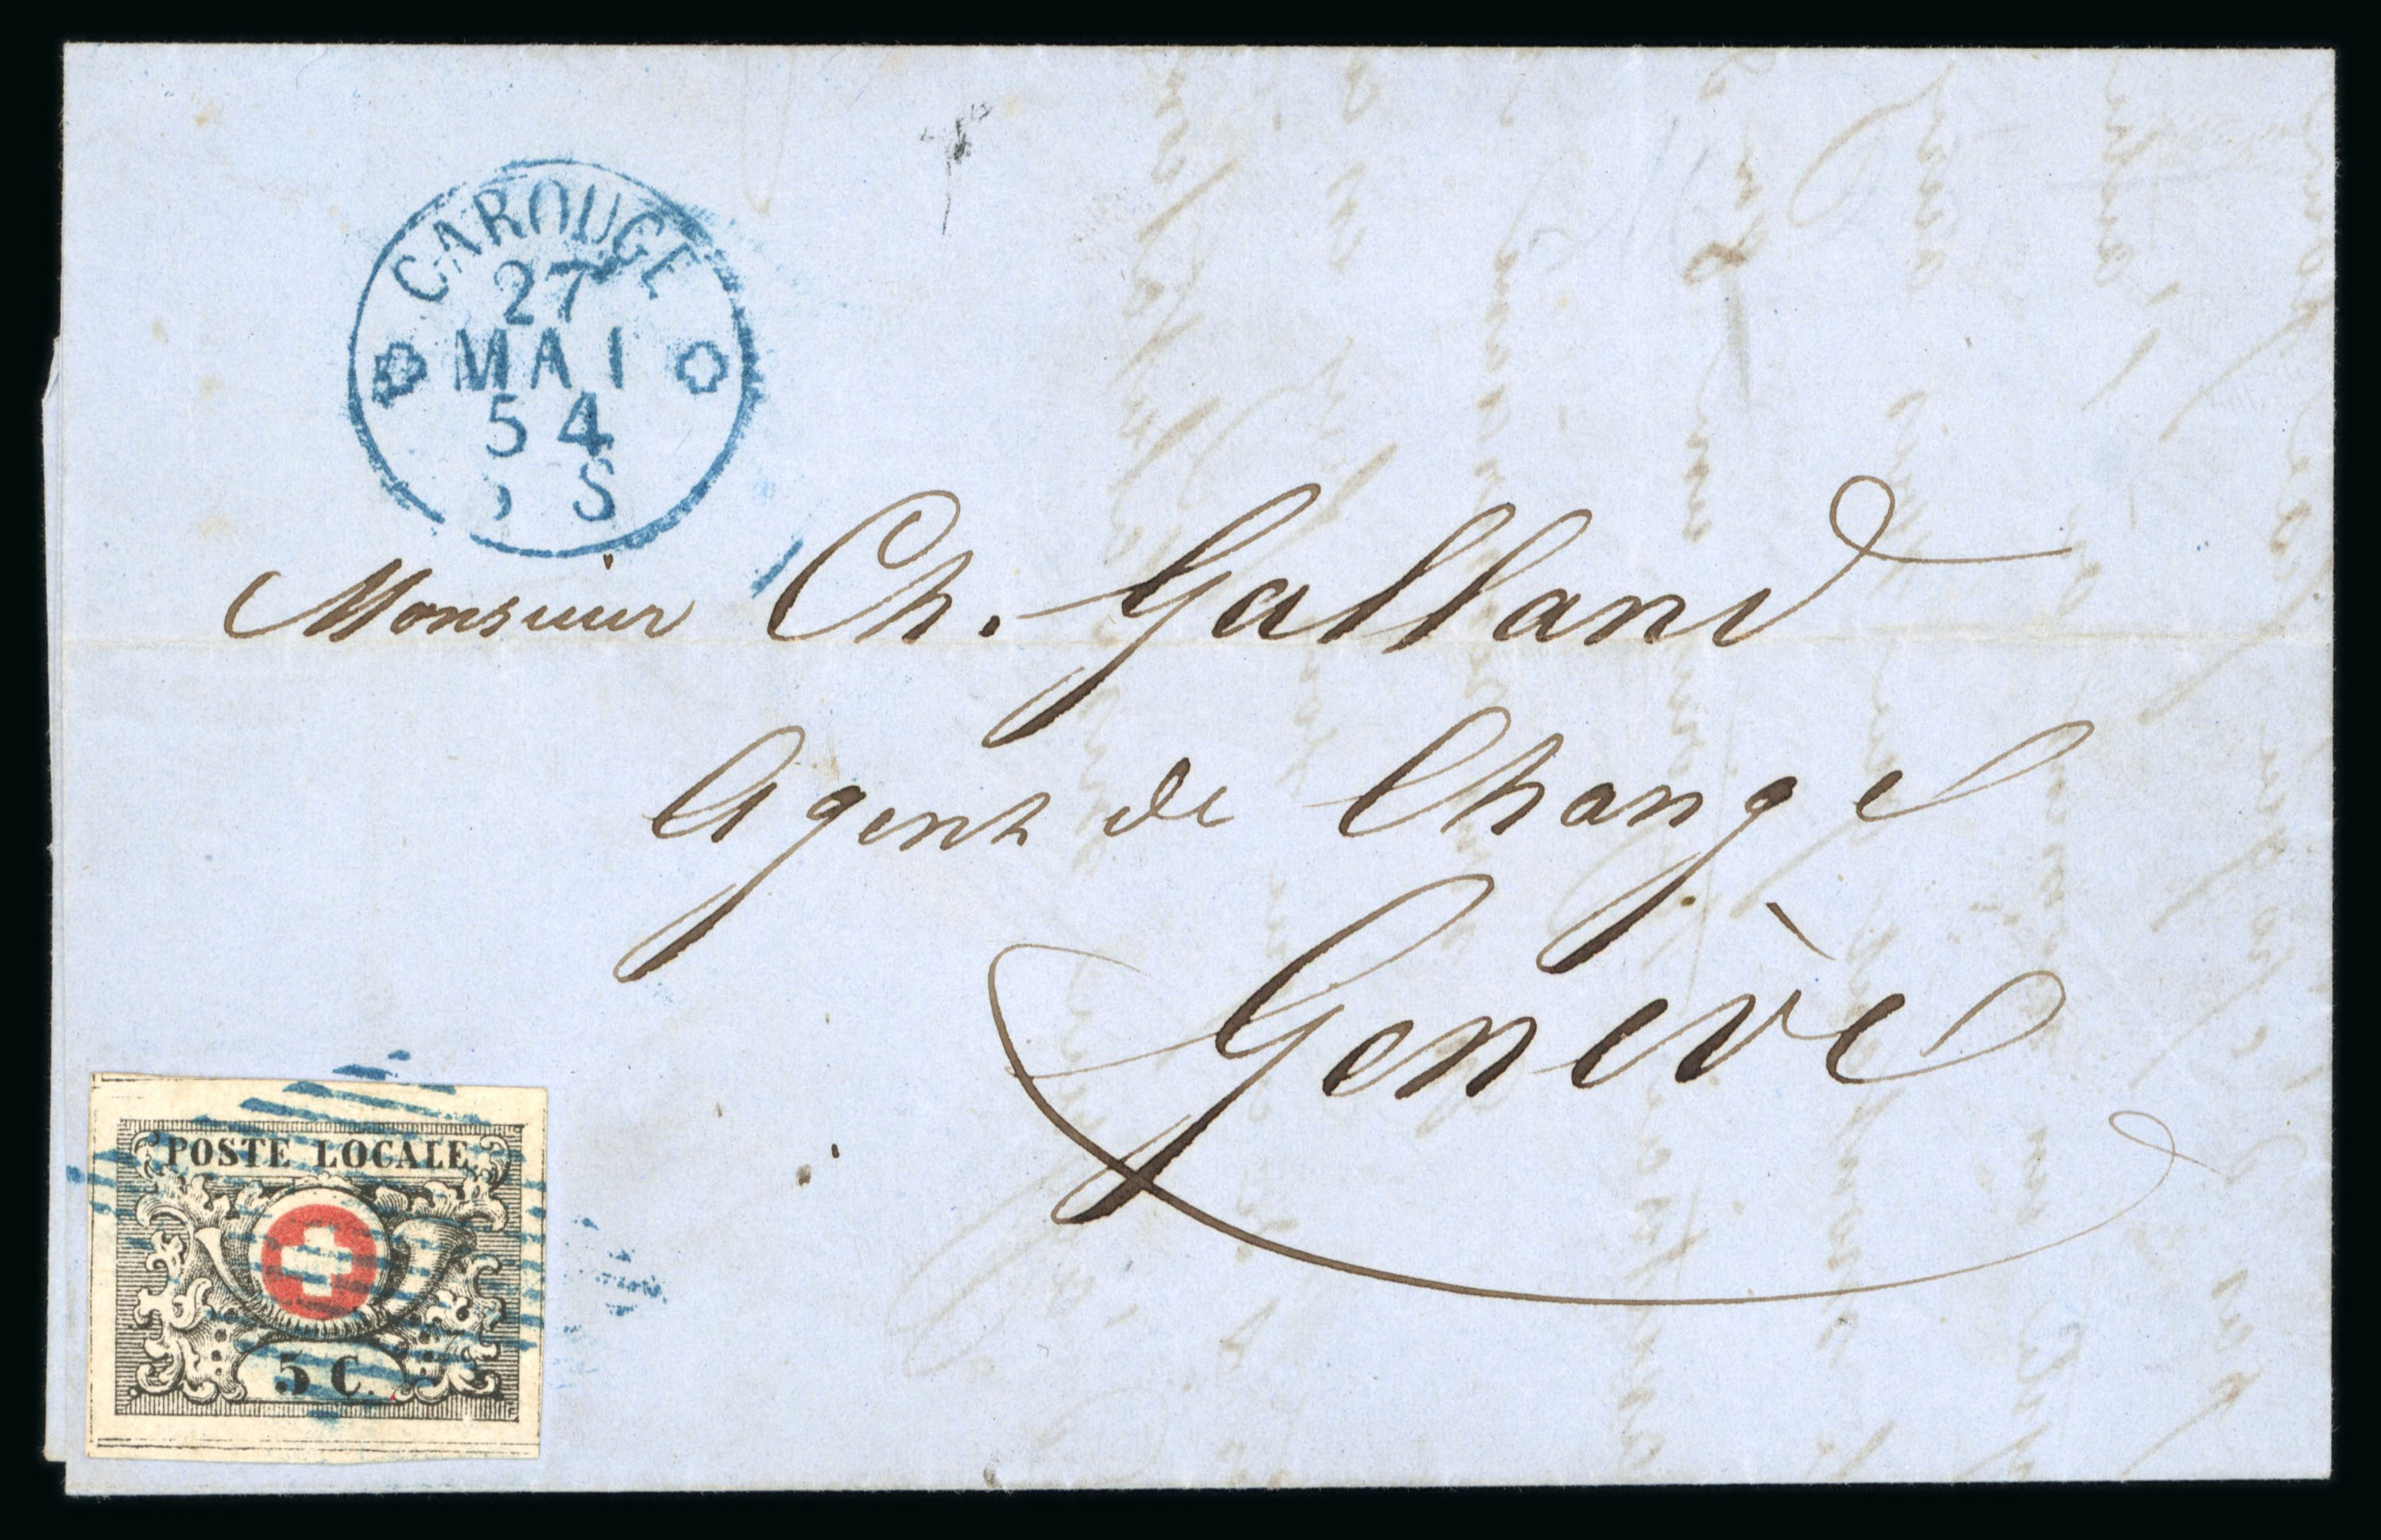 CAROUGE
27
MAI
54
S
Monsieur Ch. Galland
Agent de Change
Genève
POSTE LOCALE
5 C.